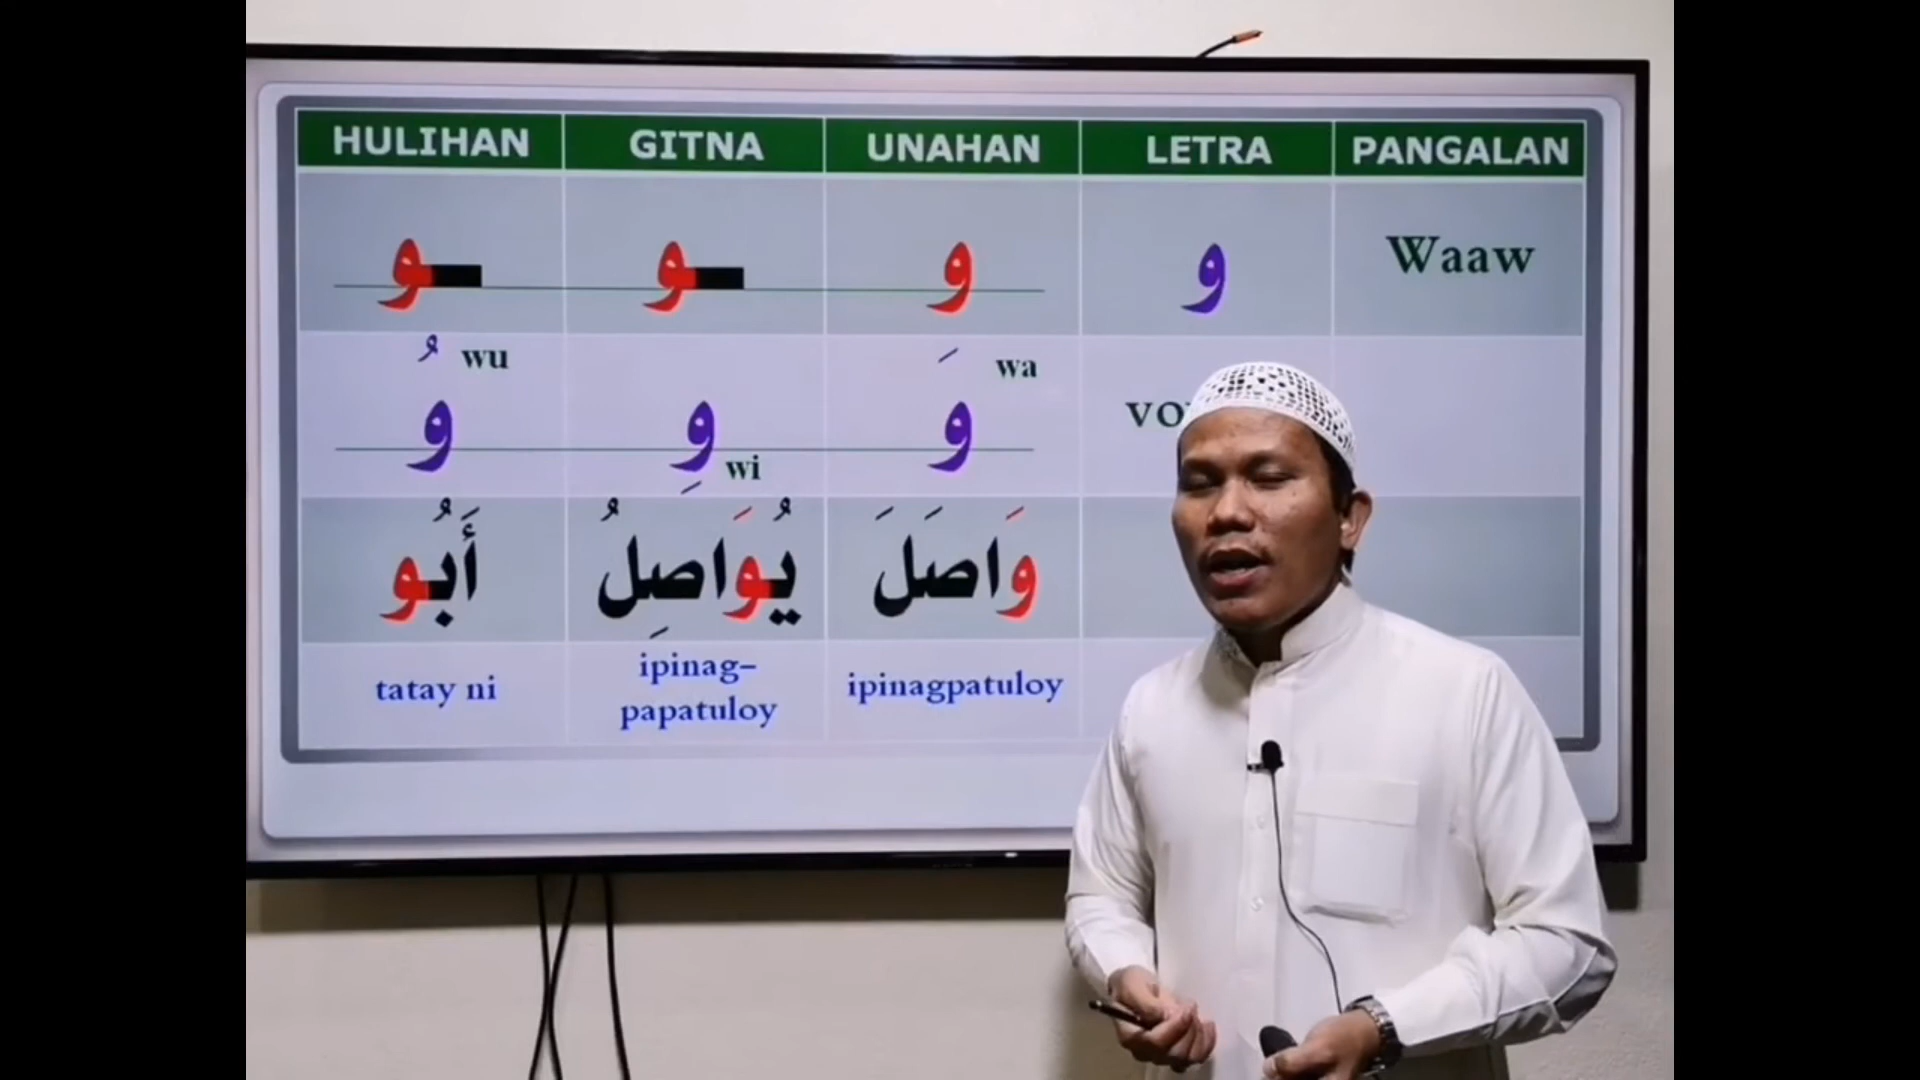 HULIHAN GITNA UNAHAN LETRA PANGALAN
ـو ـو و و Waaw
ُ wu َ wa
وُ وِ wi وَ
أَبُو يُوَاصِلُ وَاصَلَ
tatay ni ipinag-
papatuloy ipinagpatuloy